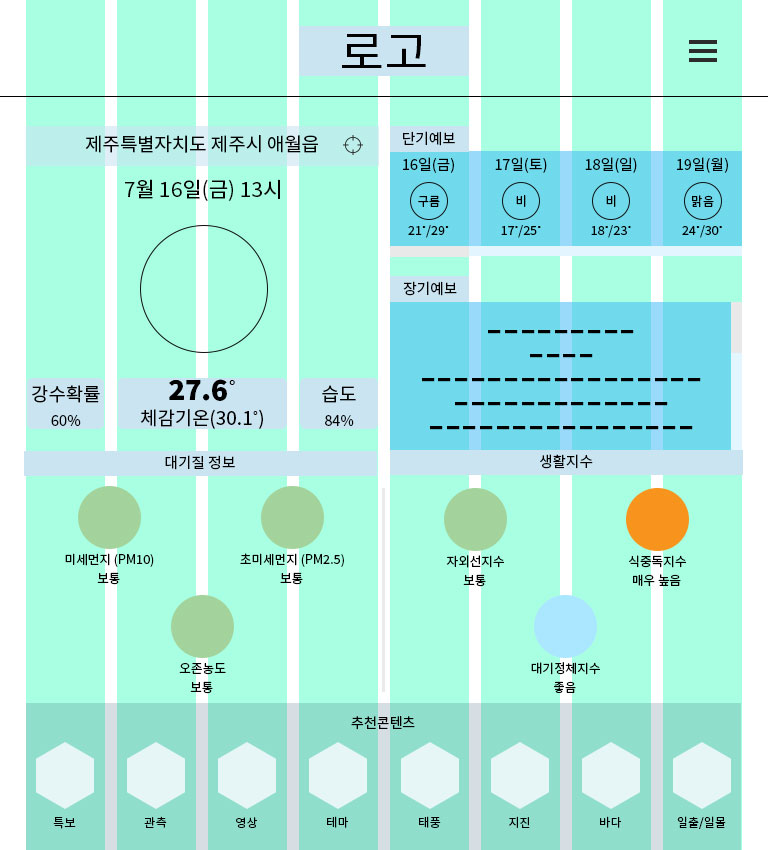 로고
제주특별자치도 제주시 애월읍
7월 16일(금) 13시
강수확률
60%
27.6°
체감기온(30.1°)
습도
84%
단기예보
16일(금) 17일(토) 18일(일) 19일(월)
구름 비 비 맑음
21°/29° 17°/25° 18°/23° 24°/30°
장기예보
대기질 정보
미세먼지 (PM10)
보통
초미세먼지 (PM2.5)
보통
오존농도
보통
생활지수
자외선지수
보통
식중독지수
매우 높음
대기정체지수
좋음
추천콘텐츠
특보 관측 영상 테마 태풍 지진 바다 일출/일몰